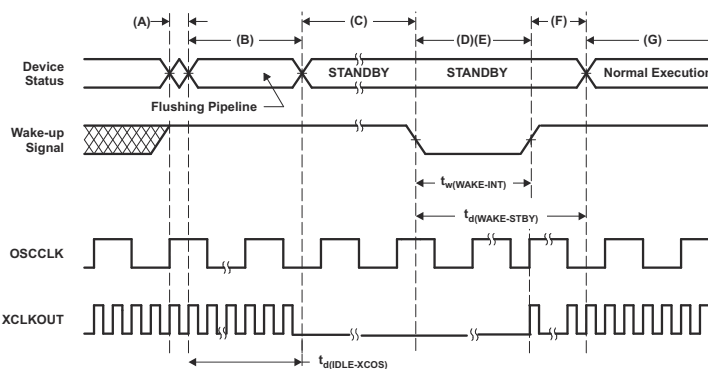 (A)
(B)
(C)
(D)(E)
(F)
(G)
Device
Status
STANDBY
STANDBY
Normal Execution
Flushing Pipeline
Wake-up
Signal
tw(WAKE-INT)
td(WAKE-STBY)
OSCCLK
XCLKOUT
td(IDLE-XCOS)